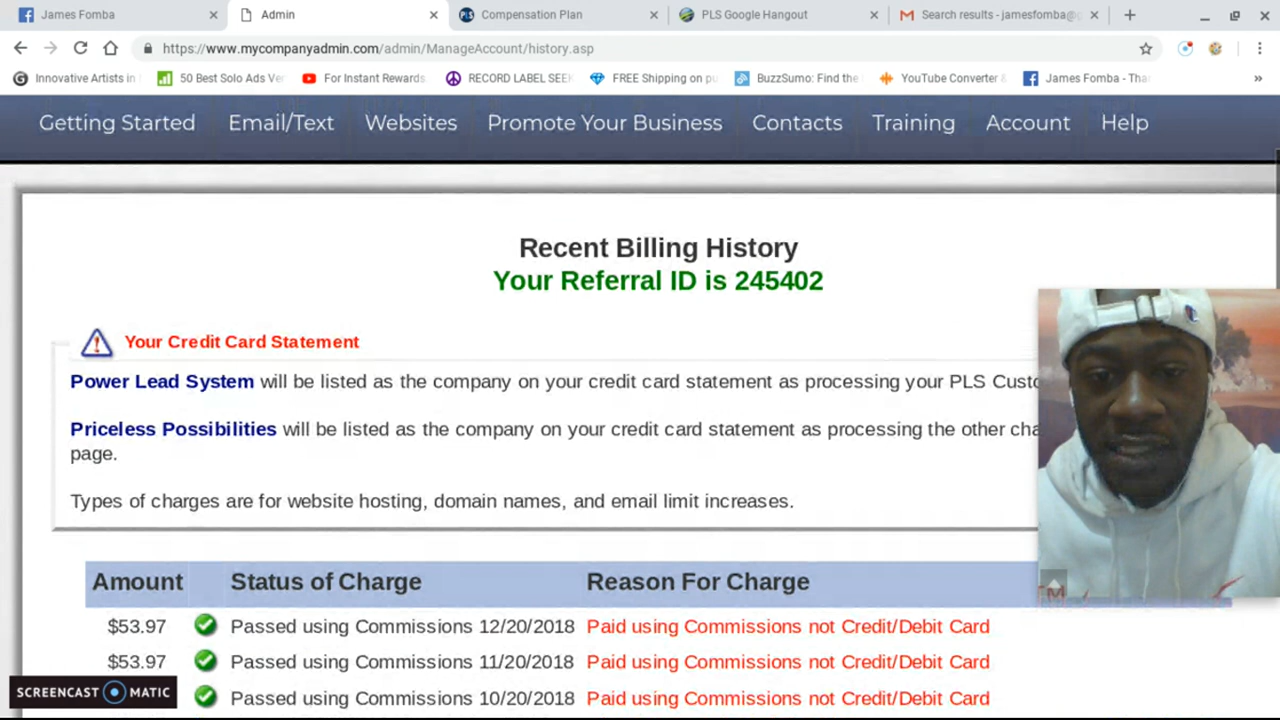 James Fomba
Admin
Compensation Plan
PLS Google Hangout
Search results - jamesfomba@
https://www.mycompanyadmin.com/admin/ManageAccount/history.asp
Innovative Artists in
50 Best Solo Ads Ver
For Instant Rewards
RECORD LABEL SEEK
FREE Shipping on pu
BuzzSumo: Find the
YouTube Converter &
James Fomba - Tha
Getting Started
Email/Text
Websites
Promote Your Business
Contacts
Training
Account
Help
Recent Billing History
Your Referral ID is 245402
Your Credit Card Statement
Power Lead System will be listed as the company on your credit card statement as processing your PLS Custo
Priceless Possibilities will be listed as the company on your credit card statement as processing the other cha
page.
Types of charges are for website hosting, domain names, and email limit increases.
Amount Status of Charge Reason For Charge
$53.97 Passed using Commissions 12/20/2018 Paid using Commissions not Credit/Debit Card
$53.97 Passed using Commissions 11/20/2018 Paid using Commissions not Credit/Debit Card
$53.97 Passed using Commissions 10/20/2018 Paid using Commissions not Credit/Debit Card
SCREENCAST MATIC